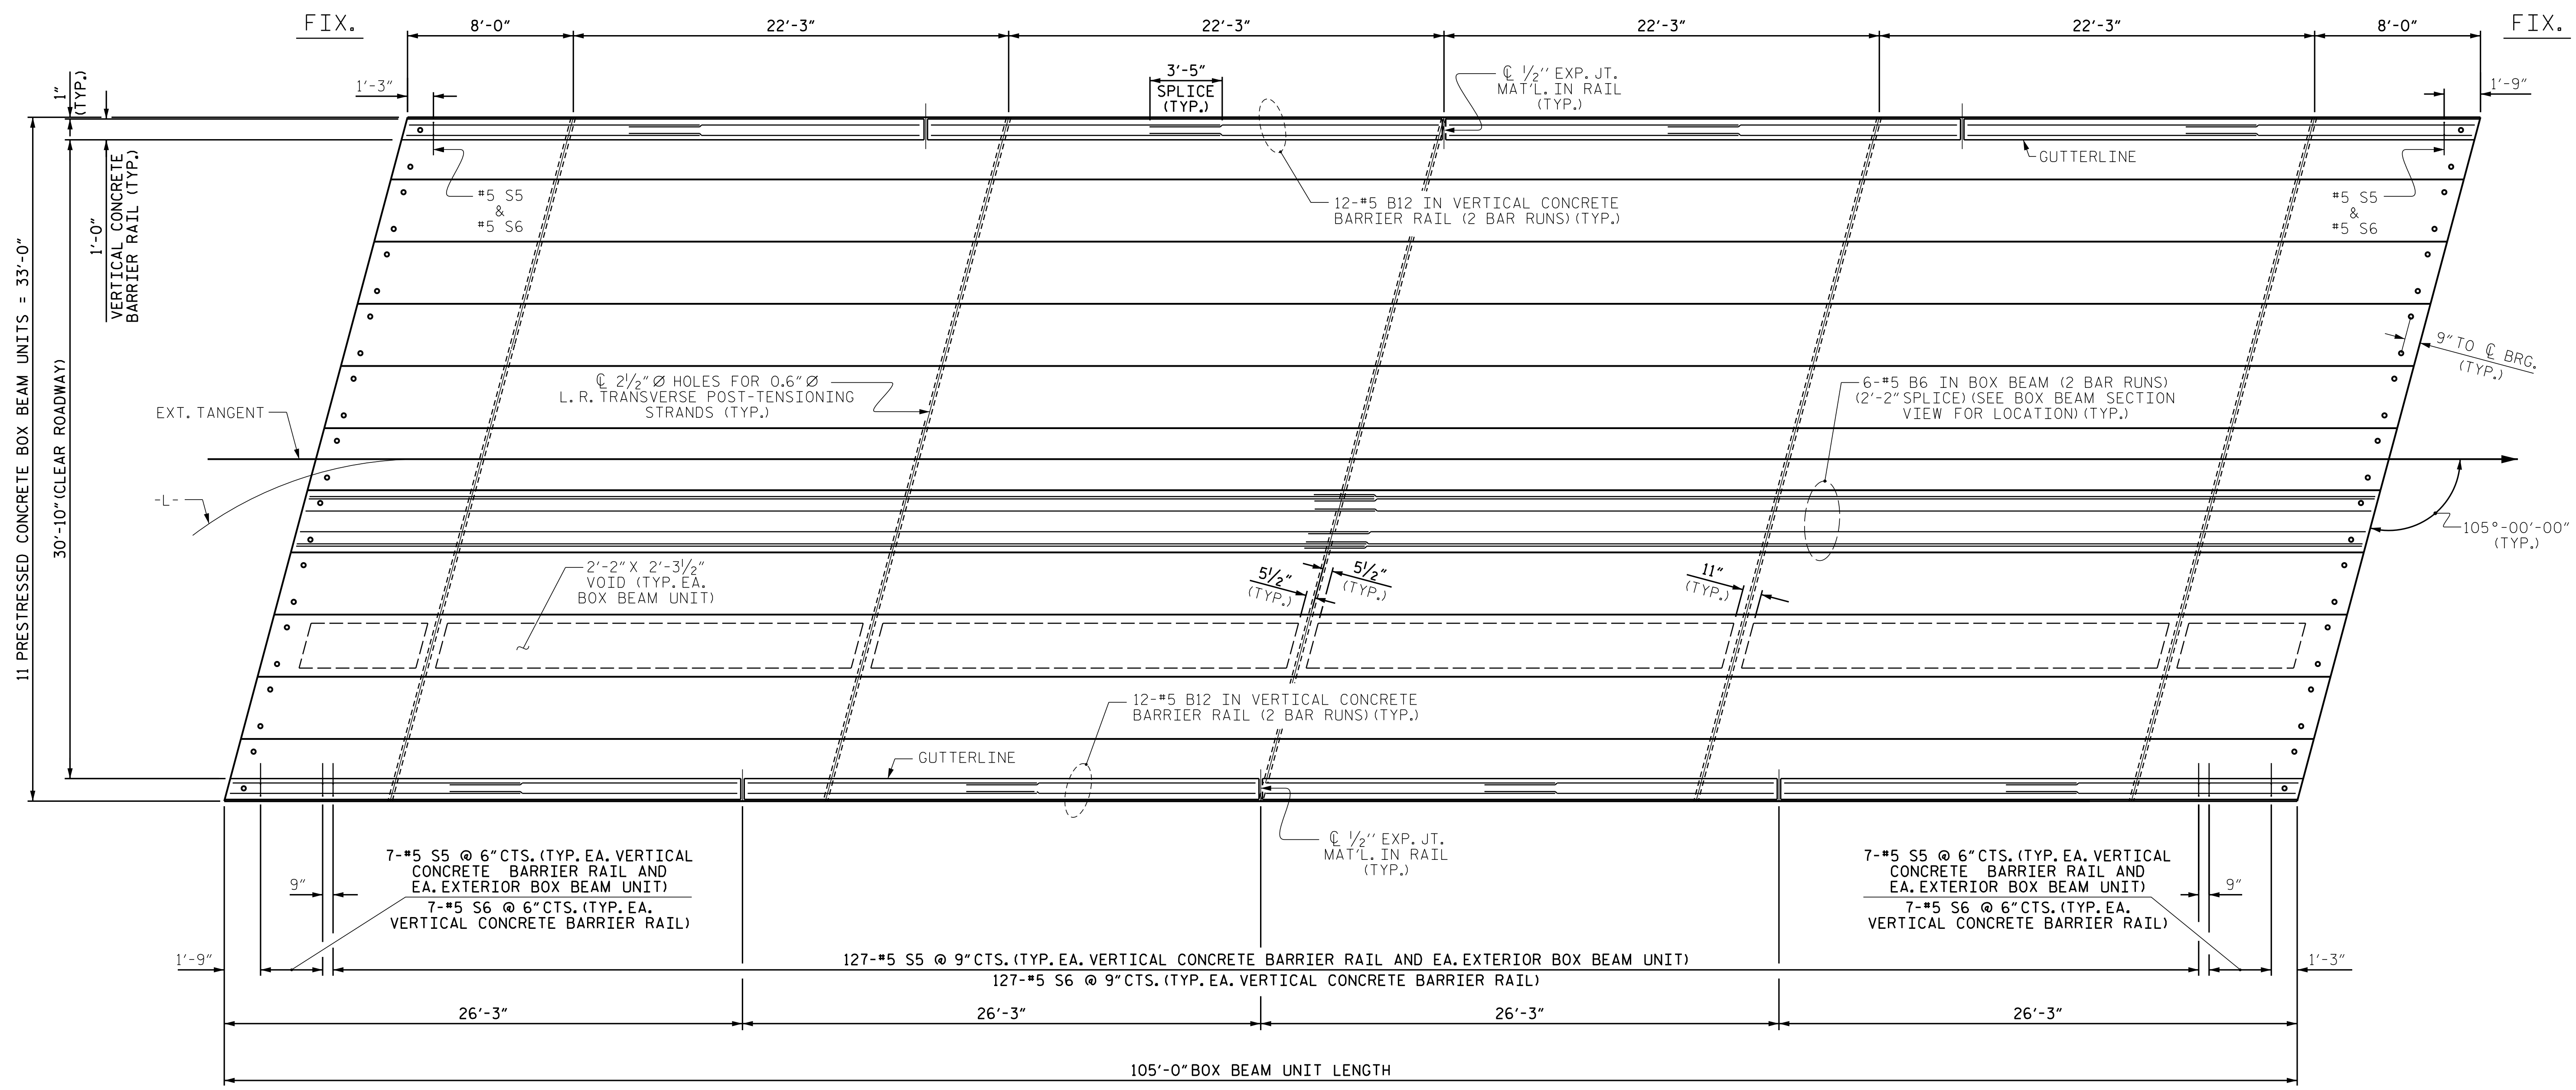 FIX.
8'-0"
22'-3"
22'-3"
22'-3"
22'-3"
8'-0"
FIX.
1"
(TYP.)
1'-3"
3'-5"
SPLICE
(TYP.)
℄ 1/2" EXP. JT.
MAT'L. IN RAIL
(TYP.)
1'-9"
GUTTERLINE
1'-0"
VERTICAL CONCRETE
BARRIER RAIL (TYP.)
#5 S5
&
#5 S6
12-#5 B12 IN VERTICAL CONCRETE
BARRIER RAIL (2 BAR RUNS) (TYP.)
#5 S5
&
#5 S6
11 PRESTRESSED CONCRETE BOX BEAM UNITS = 33'-0"
30'-10" (CLEAR ROADWAY)
9" TO ℄ BRG.
(TYP.)
℄ 2 1/2" Ø HOLES FOR 0.6" Ø
L. R. TRANSVERSE POST-TENSIONING
STRANDS (TYP.)
6-#5 B6 IN BOX BEAM (2 BAR RUNS)
(2'-2" SPLICE) (SEE BOX BEAM SECTION
VIEW FOR LOCATION) (TYP.)
EXT. TANGENT
-L-
105°-00'-00"
(TYP.)
2'-2" X 2'-3 1/2"
VOID (TYP. EA.
BOX BEAM UNIT)
5 1/2"
(TYP.)
5 1/2"
(TYP.)
11"
(TYP.)
12-#5 B12 IN VERTICAL CONCRETE
BARRIER RAIL (2 BAR RUNS) (TYP.)
GUTTERLINE
℄ 1/2" EXP. JT.
MAT'L. IN RAIL
(TYP.)
7-#5 S5 @ 6" CTS. (TYP. EA. VERTICAL
CONCRETE BARRIER RAIL AND
EA. EXTERIOR BOX BEAM UNIT)
7-#5 S6 @ 6" CTS. (TYP. EA.
VERTICAL CONCRETE BARRIER RAIL)
9"
7-#5 S5 @ 6" CTS. (TYP. EA. VERTICAL
CONCRETE BARRIER RAIL AND
EA. EXTERIOR BOX BEAM UNIT)
7-#5 S6 @ 6" CTS. (TYP. EA.
VERTICAL CONCRETE BARRIER RAIL)
9"
1'-9"
127-#5 S5 @ 9" CTS. (TYP. EA. VERTICAL CONCRETE BARRIER RAIL AND EA. EXTERIOR BOX BEAM UNIT)
127-#5 S6 @ 9" CTS. (TYP. EA. VERTICAL CONCRETE BARRIER RAIL)
1'-3"
26'-3"
26'-3"
26'-3"
26'-3"
105'-0" BOX BEAM UNIT LENGTH